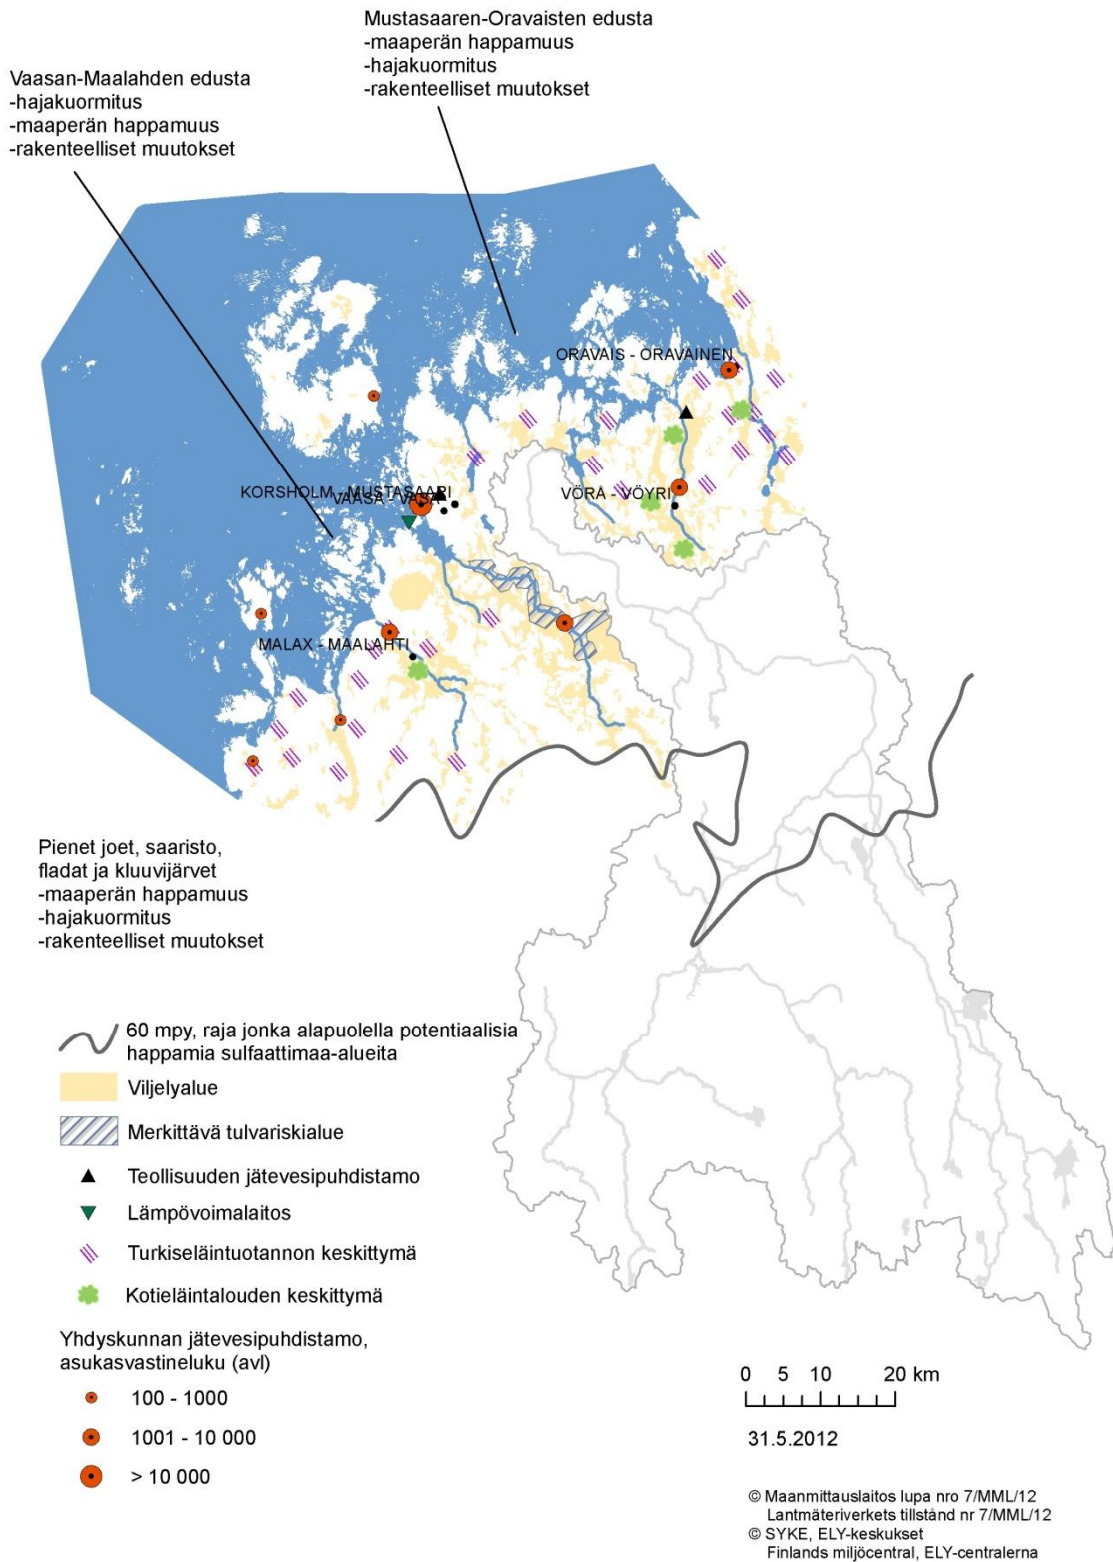 Mustasaaren-Oravaisten edusta
-maaperän happamuus
-hajakuormitus
-rakenteelliset muutokset
Vaasan-Maalahden edusta
-hajakuormitus
-maaperän happamuus
-rakenteelliset muutokset
ORAVAIS - ORAVAINEN
KORSHOLM - MUSTASAARI
VAASA - VASA
VÖRÅ - VÖYRI
MALAX - MAALAHTI
Pienet joet, saaristo,
fladat ja kluuvijärvet
-maaperän happamuus
-hajakuormitus
-rakenteelliset muutokset
60 mpy, raja jonka alapuolella potentiaalisia
happamia sulfaattimaa-alueita
Viljelyalue
Merkittävä tulvariskialue
Teollisuuden jätevesipuhdistamo
Lämpövoimalaitos
Turkiseläintuotannon keskittymä
Kotieläintalouden keskittymä
Yhdyskunnan jätevesipuhdistamo,
asukasvastineluku (avl)
100 - 1000
1001 - 10 000
> 10 000
0 5 10 20 km
31.5.2012
© Maanmittauslaitos lupa nro 7/MML/12
Lantmäteriverkets tillstånd nr 7/MML/12
© SYKE, ELY-keskukset
Finlands miljöcentral, ELY-centralerna